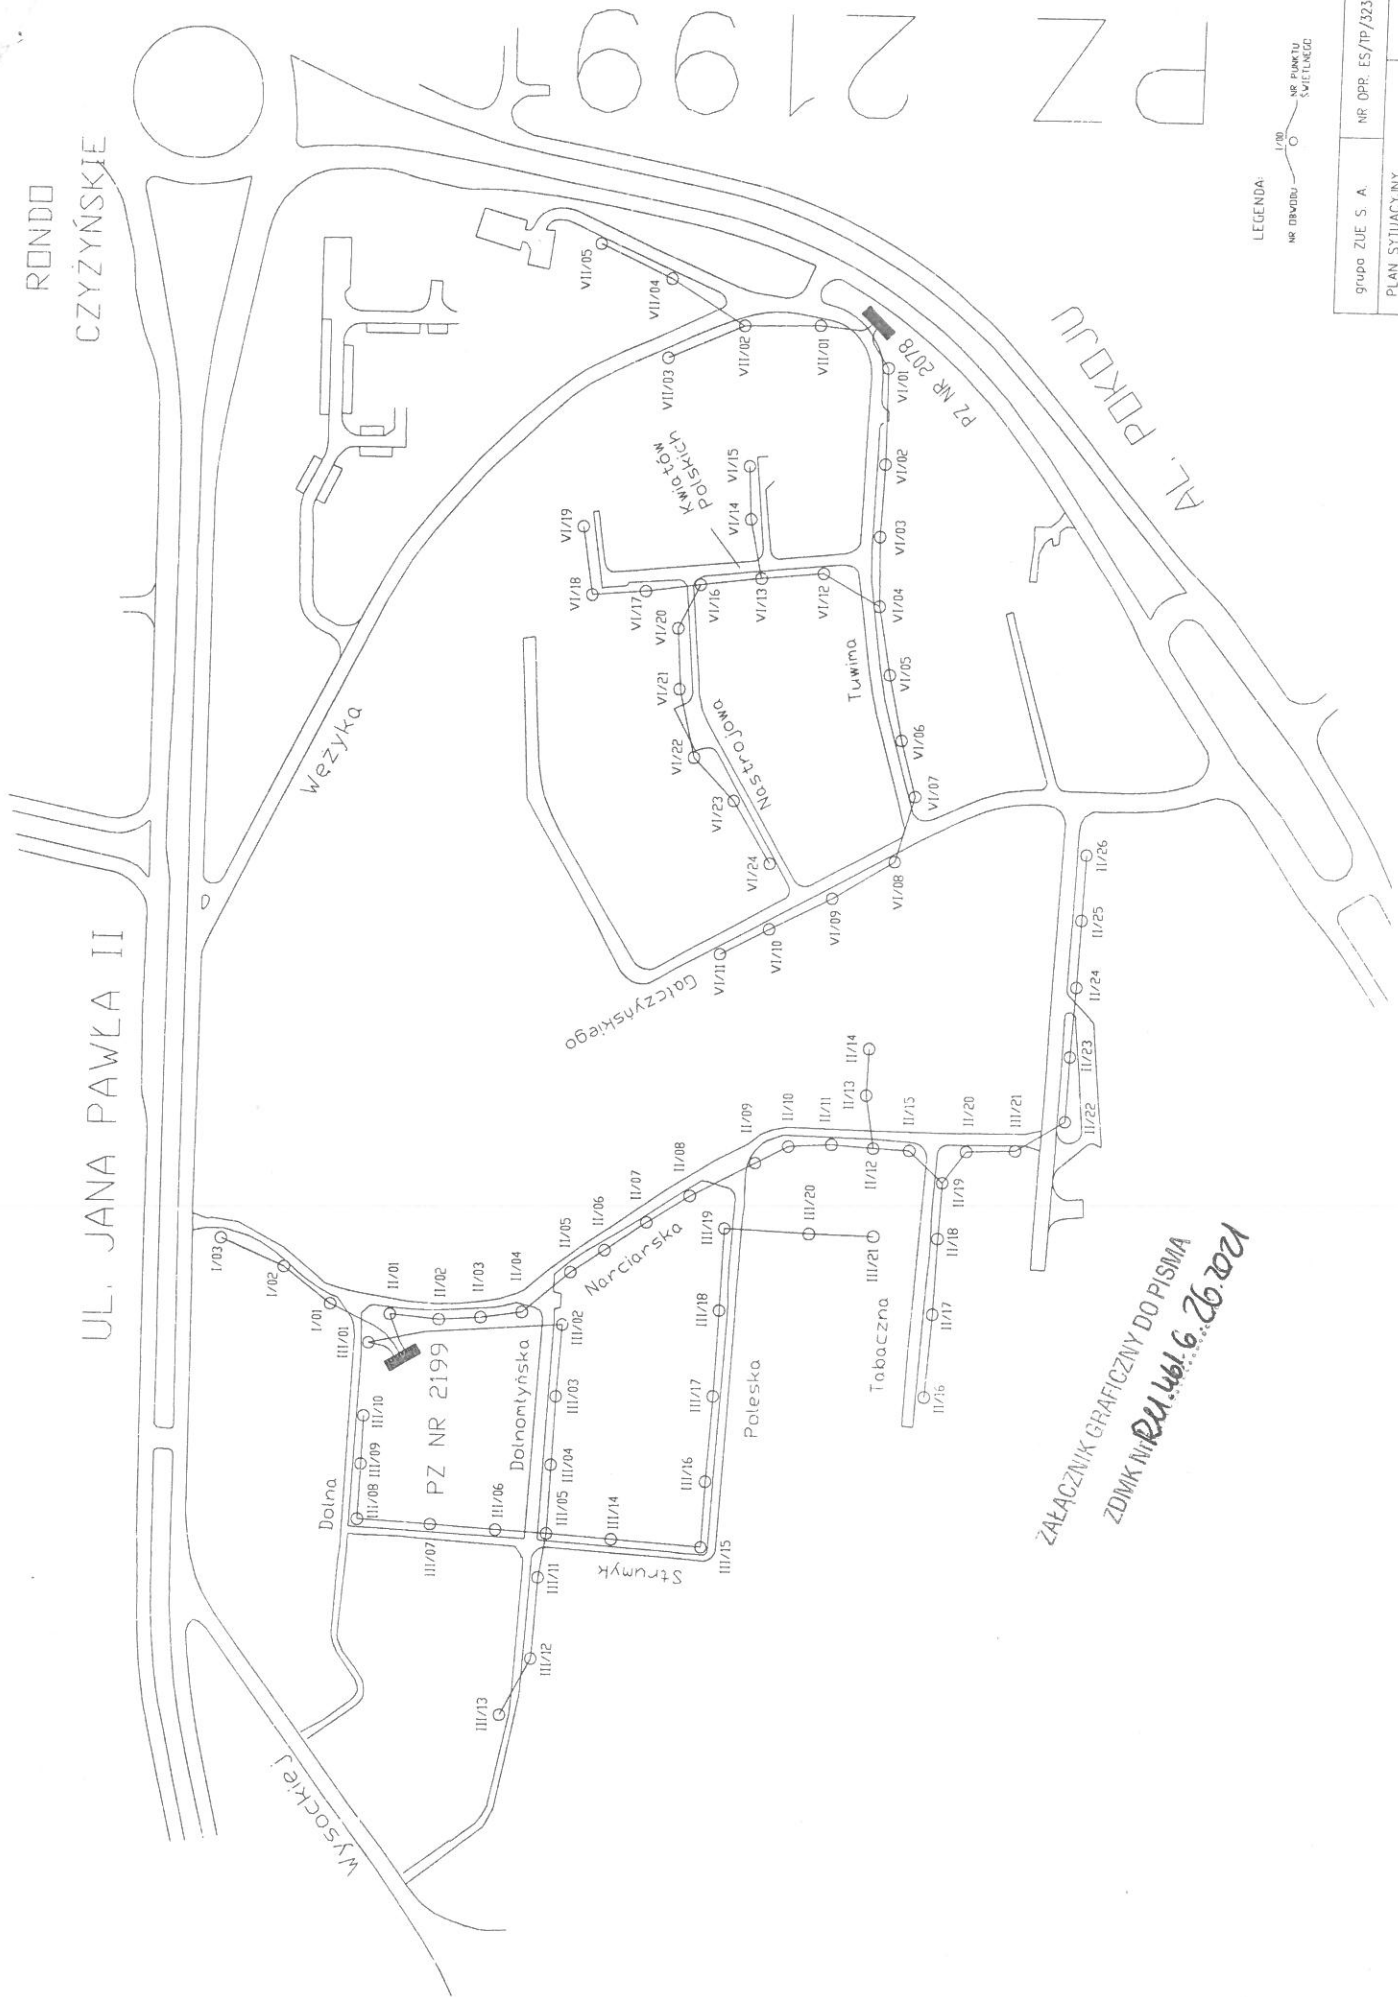 RONDO
CZYŻYŃSKIE
UL. JANA PAWŁA II
PZ 2199
AL. POKOJU
LEGENDA:
NR OBWODU
1/00
NR PUNKTU
ŚWIETLNEGO
grupa ZUE S. A.
NR OPR. ES/TP/323
PLAN SYTUACYJNY
Wężyka
VII/05
VII/04
VII/03
VII/02
VII/01
PZ NR 2078
VI/01
VI/02
VI/03
VI/04
VI/05
VI/06
VI/07
VI/08
VI/09
VI/10
VI/11
VI/12
VI/13
VI/14
VI/15
VI/16
VI/17
VI/18
VI/19
VI/20
VI/21
VI/22
VI/23
VI/24
Kwiatów
Polskich
Tuwima
Nastrojowa
Gałczyńskiego
I/03
I/02
I/01
II/01
II/02
II/03
II/04
II/05
II/06
II/07
II/08
II/09
II/10
II/11
II/12
II/13
II/14
II/15
II/16
II/17
II/18
II/19
II/20
III/21
II/22
II/23
II/24
II/25
II/26
Narciarska
III/01
III/02
III/03
III/04
III/05
III/06
III/07
III/08
III/09
III/10
III/11
III/12
III/13
III/14
III/15
III/16
III/17
III/18
III/19
III/20
III/21
PZ NR 2199
Dolna
Dolnomłyńska
Strumyk
Poleska
Tabaczna
Wysockiej
ZAŁĄCZNIK GRAFICZNY DO PISMA
ZDMK Nr RU.461.6.26.2021